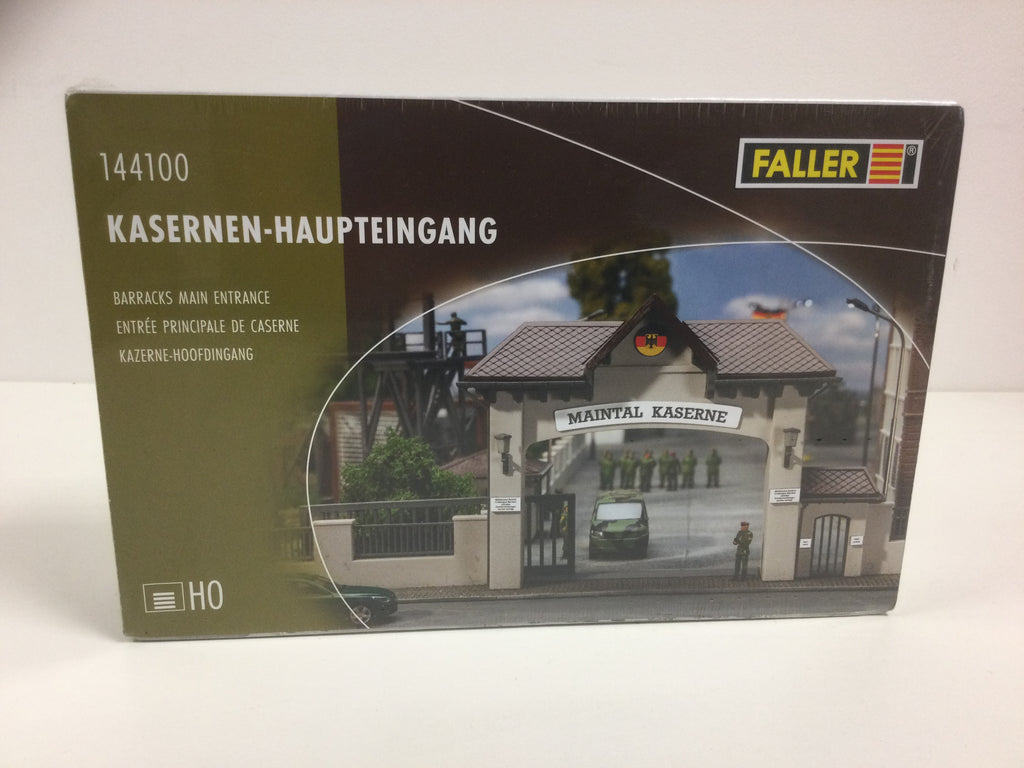 144100
FALLER®
KASERNEN-HAUPTEINGANG
BARRACKS MAIN ENTRANCE
ENTRÉE PRINCIPALE DE CASERNE
KAZERNE-HOOFDINGANG
MAINTAL KASERNE
HO